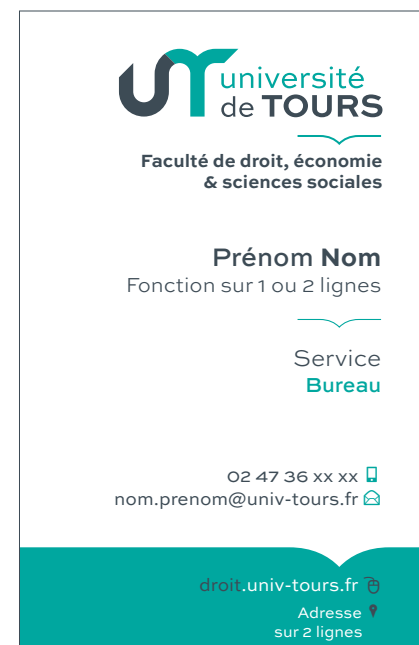 université
de TOURS
Faculté de droit, économie
& sciences sociales
Prénom Nom
Fonction sur 1 ou 2 lignes
Service
Bureau
02 47 36 xx xx
nom.prenom@univ-tours.fr
droit.univ-tours.fr
Adresse
sur 2 lignes